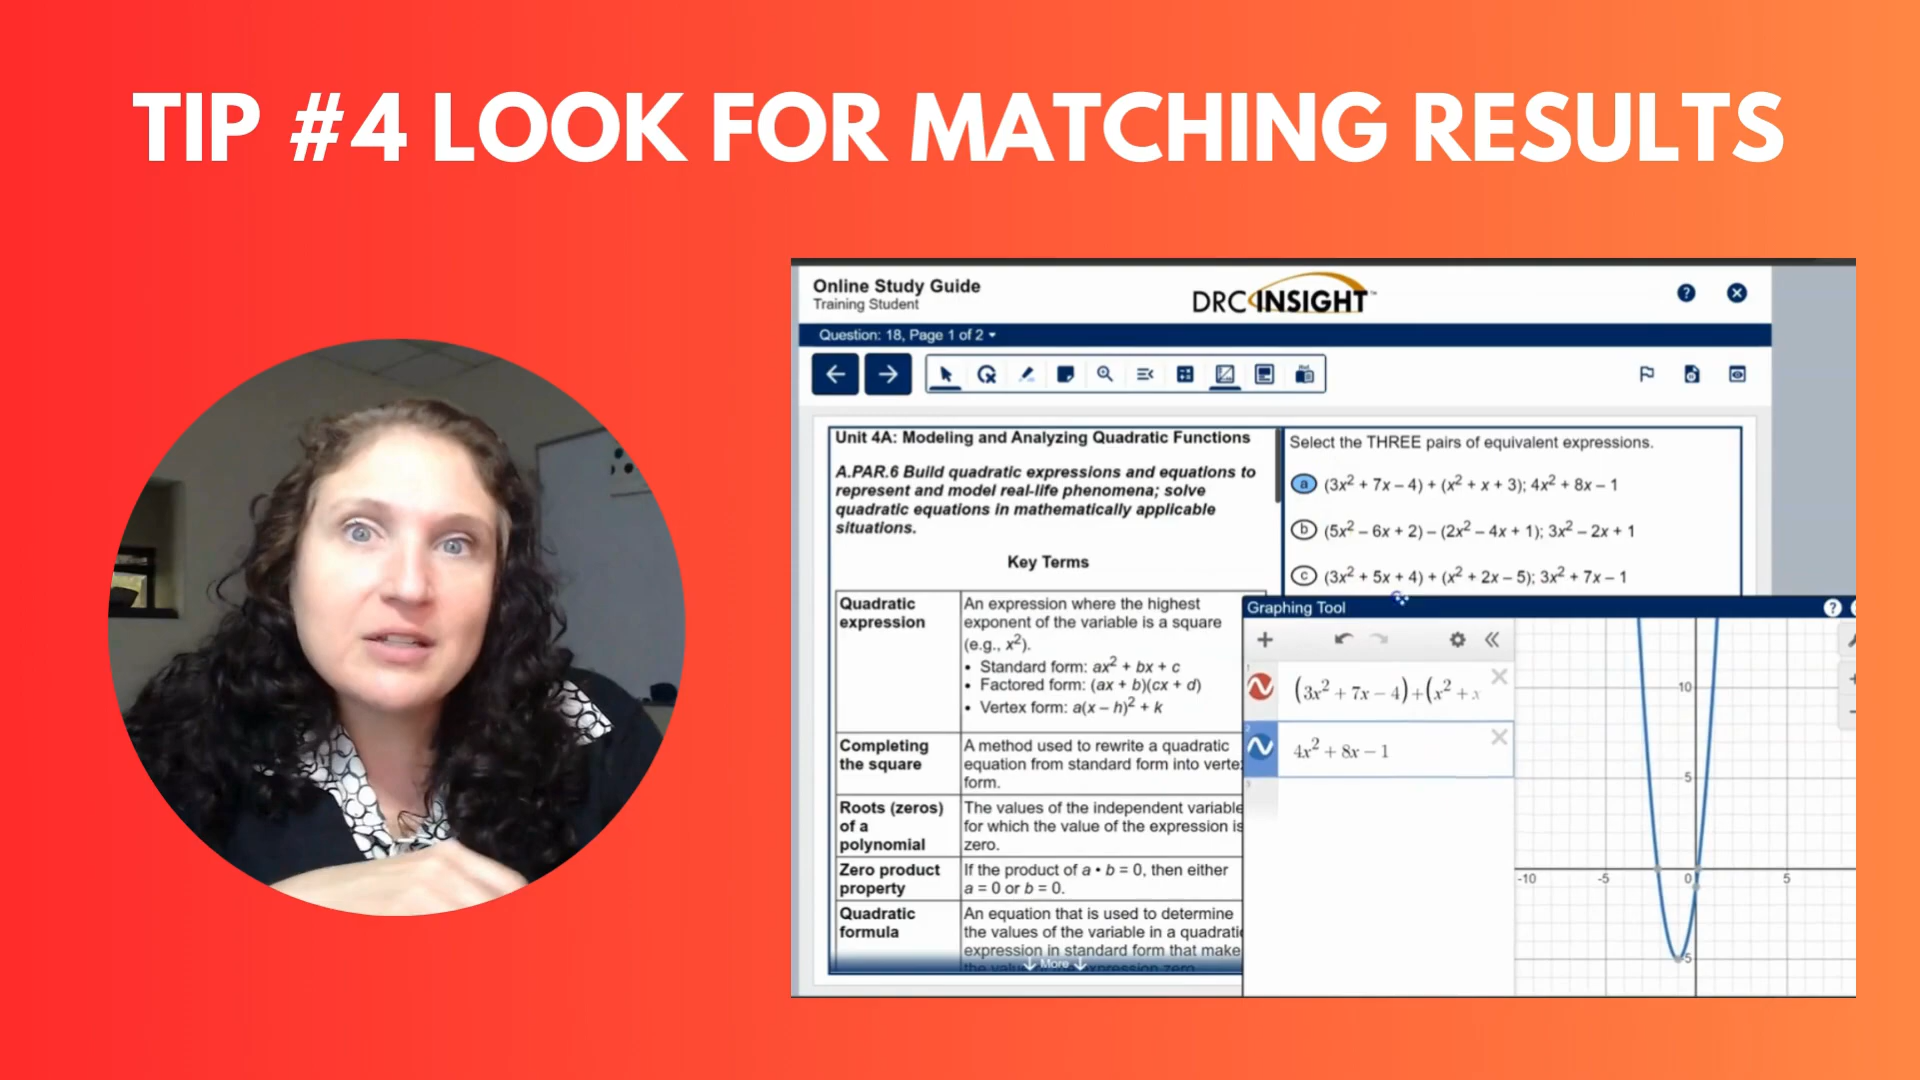 TIP #4 LOOK FOR MATCHING RESULTS
Online Study Guide
Training Student
DRC INSIGHT™
Question: 18, Page 1 of 2
Unit 4A: Modeling and Analyzing Quadratic Functions
A.PAR.6 Build quadratic expressions and equations to
represent and model real-life phenomena; solve
quadratic equations in mathematically applicable
situations.
Key Terms
Quadratic
expression
An expression where the highest
exponent of the variable is a square
(e.g., x²).
• Standard form: ax² + bx + c
• Factored form: (ax + b)(cx + d)
• Vertex form: a(x – h)² + k
Completing
the square
A method used to rewrite a quadratic
equation from standard form into
form.
Roots (zeros)
of a
polynomial
The values of the independent variable
for which the value of the expression is
zero.
Zero product
property
If the product of a • b = 0, then either
a = 0 or b = 0.
Quadratic
formula
An equation that is used to determine
the values of the variable in a
expression in standard form that make
More
Select the THREE pairs of equivalent expressions.
a (3x² + 7x – 4) + (x² + x + 3); 4x² + 8x – 1
b (5x² – 6x + 2) – (2x² – 4x + 1); 3x² – 2x + 1
c (3x² + 5x + 4) + (x² + 2x – 5); 3x² + 7x – 1
Graphing Tool
1
(3x² + 7x – 4) + (x² + x
2
4x² + 8x – 1
3
10
5
-10 -5 0 5
-5